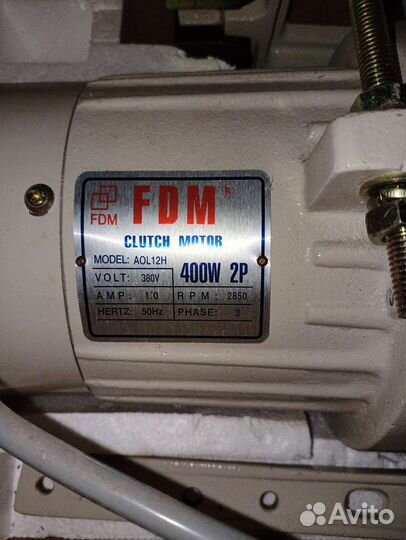 FDM®
FDM
CLUTCH MOTOR
MODEL: AOL12H
VOLT: 380V
400W 2P
AMP: 1.0 RPM: 2850
HERTZ: 50Hz PHASE: 3
Avito